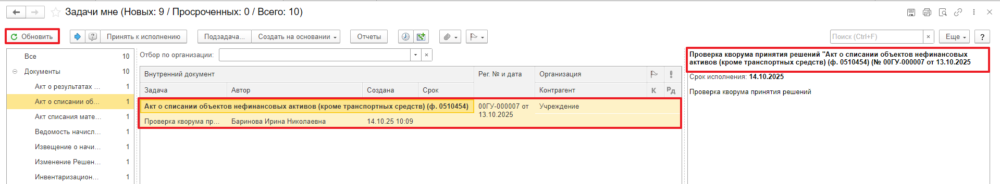 Задачи мне (Новых: 9 / Просроченных: 0 / Всего: 10)
Обновить
Принять к исполнению
Подзадача...
Создать на основании
Отчеты
Поиск (Ctrl+F)
×
Еще
?
Все 10
Документы 10
Акт о результатах ... 1
Акт о списании об... 1
Акт списания мате... 1
Ведомость начисл... 1
Извещение о начи... 1
Изменение Решен... 1
Инвентаризацион... 1
Отбор по организации:
Внутренний документ Рег. № и дата Организация
Задача Автор Создана Срок Контрагент К Рд
Акт о списании объектов нефинансовых активов (кроме транспортных средств) (ф. 0510454) 00ГУ-000007 от Учреждение
13.10.2025
Проверка кворума пр... Баринова Ирина Николаевна 14.10.25 10:09
Проверка кворума принятия решений "Акт о списании объектов нефинансовых
активов (кроме транспортных средств) (ф. 0510454) (№ 00ГУ-000007 от 13.10.2025
Срок исполнения: 14.10.2025
Проверка кворума принятия решений